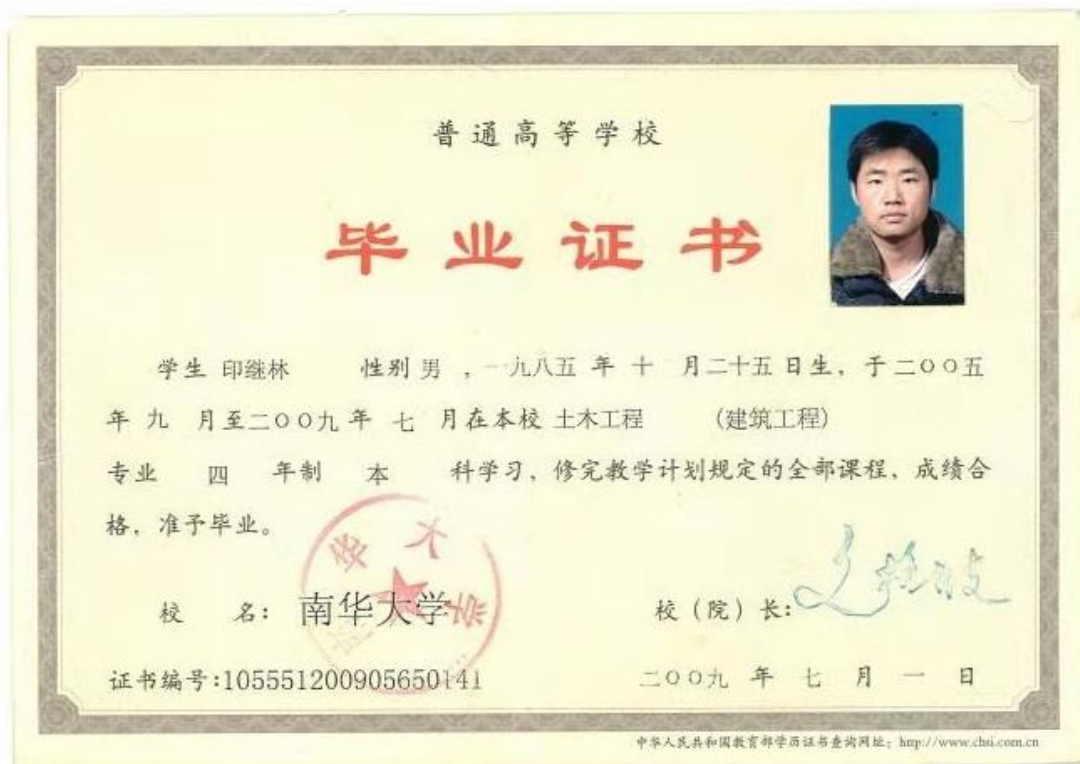 普通高等学校
毕业证书
学生 印继林 性别 男 ，一九八五 年 十 月二十五日生，于二〇〇五
年 九 月至二〇〇九 年 七 月在本校 土木工程 （建筑工程）
专业 四 年制 本 科学习，修完教学计划规定的全部课程，成绩合
格，准予毕业。
校 名：南华大学
校（院）长：
证书编号:105551200905650141
二〇〇九 年 七 月 一 日
中华人民共和国教育部学历证书查询网址：http://www.chsi.com.cn